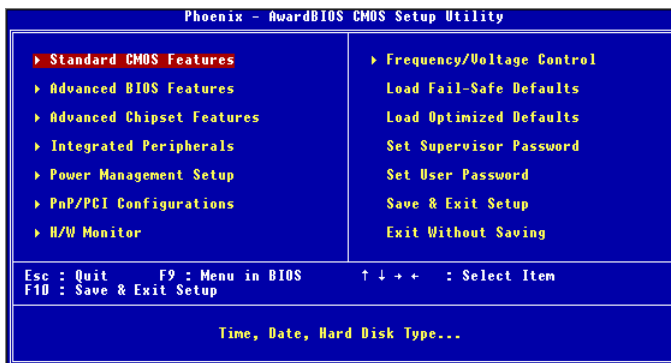 Phoenix - AwardBIOS CMOS Setup Utility
▸ Standard CMOS Features
▸ Advanced BIOS Features
▸ Advanced Chipset Features
▸ Integrated Peripherals
▸ Power Management Setup
▸ PnP/PCI Configurations
▸ H/W Monitor
▸ Frequency/Voltage Control
Load Fail-Safe Defaults
Load Optimized Defaults
Set Supervisor Password
Set User Password
Save & Exit Setup
Exit Without Saving
Esc : Quit F9 : Menu in BIOS ↑ ↓ → ← : Select Item
F10 : Save & Exit Setup
Time, Date, Hard Disk Type...